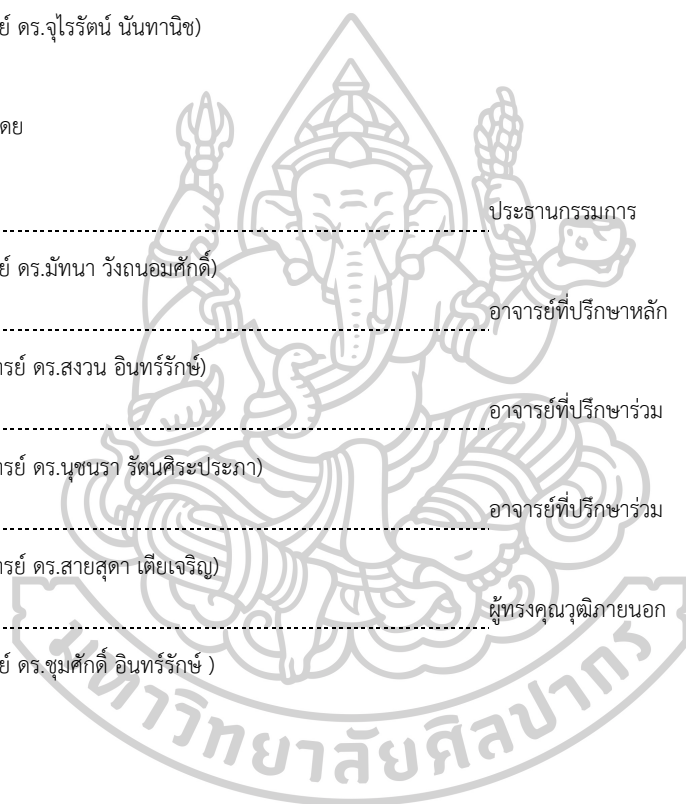 ย์ ดร.จุไรรัตน์ นันทานิช)
ดย
ประธานกรรมการ
ย์ ดร.มัทนา วังถนอมศักดิ์)
อาจารย์ที่ปรึกษาหลัก
รย์ ดร.สงวน อินทร์รักษ์)
อาจารย์ที่ปรึกษาร่วม
รย์ ดร.นุชนรา รัตนศิระประภา)
อาจารย์ที่ปรึกษาร่วม
รย์ ดร.สายสุดา เตียเจริญ)
ผู้ทรงคุณวุฒิภายนอก
ย์ ดร.ชุมศักดิ์ อินทร์รักษ์ )
มหาวิทยาลัยศิลปากร